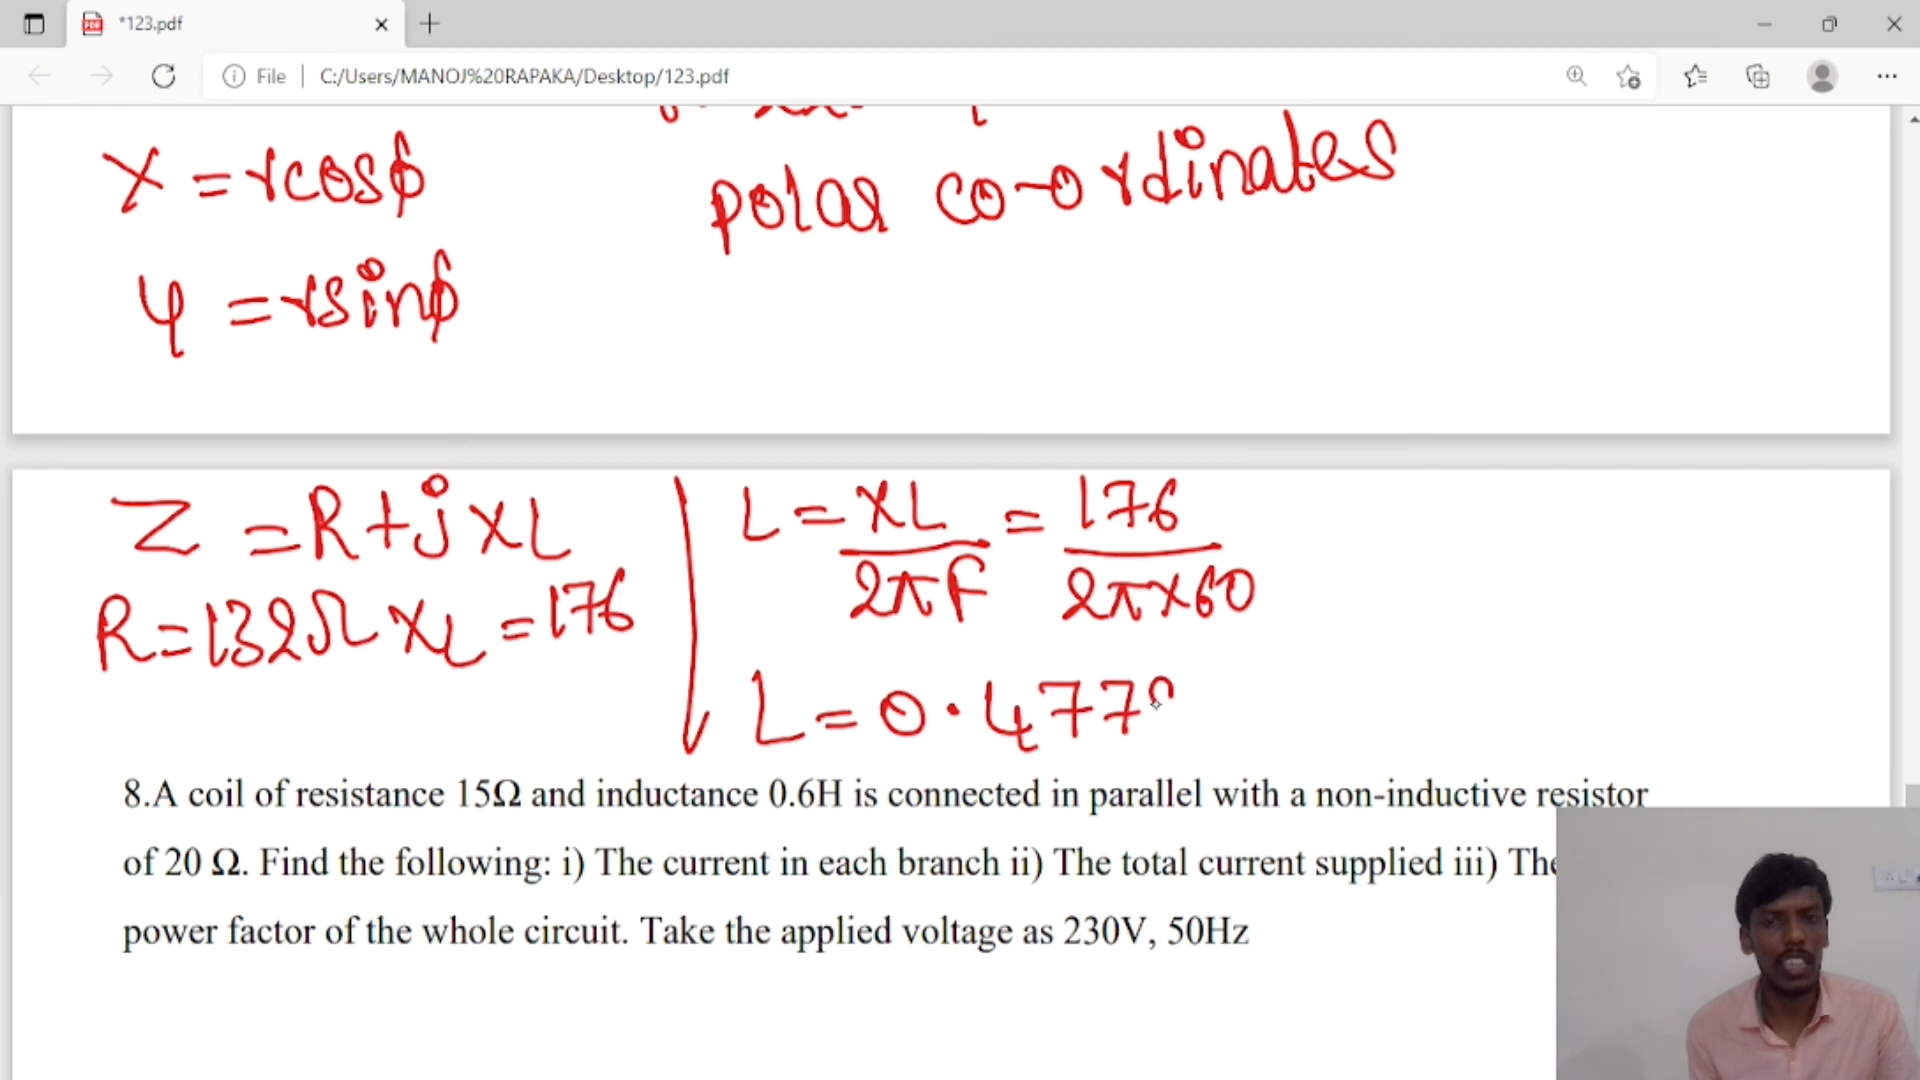 *123.pdf
File C:/Users/MANOJ%20RAPAKA/Desktop/123.pdf
X = rcosϕ
polar co-ordinates
y = rsinϕ
Z = R + jXL
R = 132Ω XL = 176
L = XL / 2πF = 176 / 2π×60
L = 0.477
8.A coil of resistance 15Ω and inductance 0.6H is connected in parallel with a non-inductive resistor
of 20 Ω. Find the following: i) The current in each branch ii) The total current supplied iii) The
power factor of the whole circuit. Take the applied voltage as 230V, 50Hz